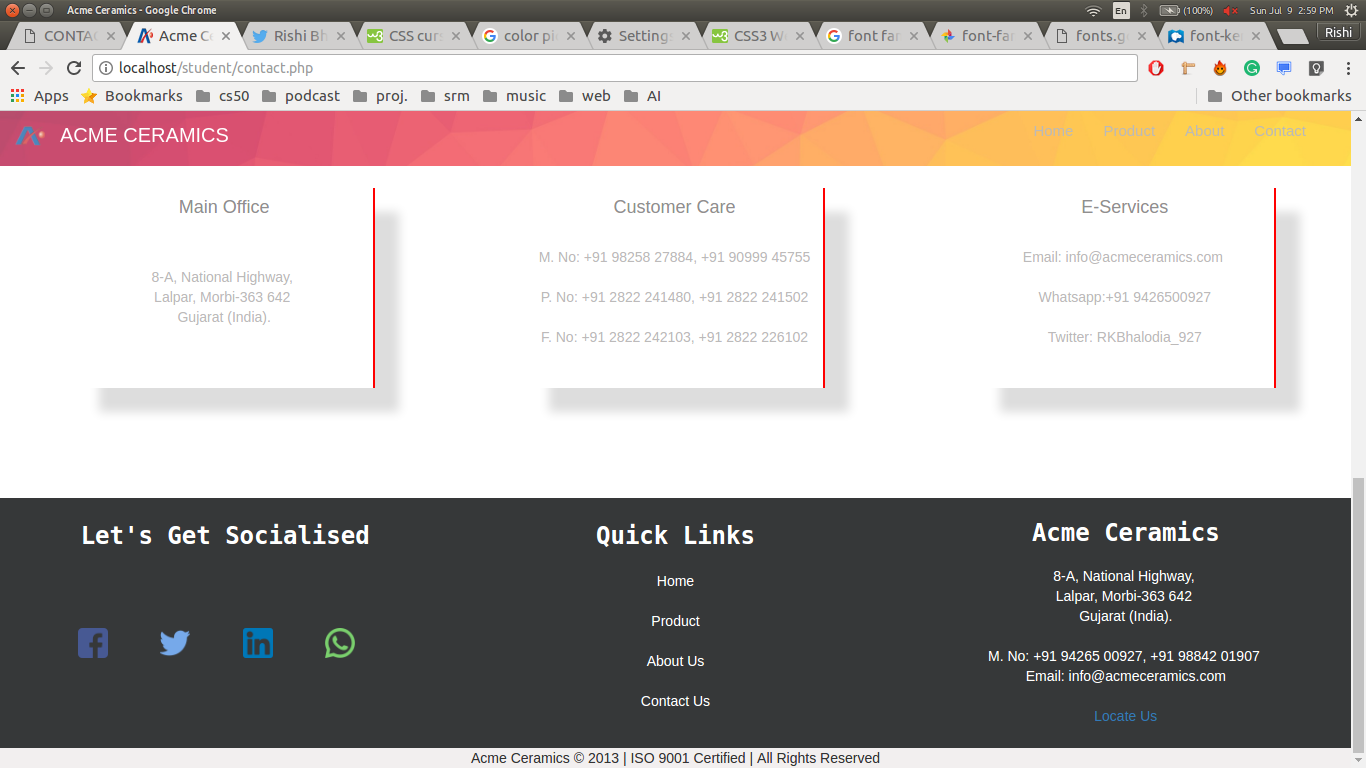 Acme Ceramics - Google Chrome
En (100%) Sun Jul 9 2:59 PM
CONTA Acme C Rishi Bh CSS curs color pi Settings CSS3 W font far font-fa fonts.g font-ke Rishi
localhost/student/contact.php
Apps Bookmarks cs50 podcast proj. srm music web AI Other bookmarks
ACME CERAMICS Home Product About Contact
Main Office
8-A, National Highway,
Lalpar, Morbi-363 642
Gujarat (India).
Customer Care
M. No: +91 98258 27884, +91 90999 45755
P. No: +91 2822 241480, +91 2822 241502
F. No: +91 2822 242103, +91 2822 226102
E-Services
Email: info@acmeceramics.com
Whatsapp:+91 9426500927
Twitter: RKBhalodia_927
Let's Get Socialised
Quick Links
Home
Product
About Us
Contact Us
Acme Ceramics
8-A, National Highway,
Lalpar, Morbi-363 642
Gujarat (India).
M. No: +91 94265 00927, +91 98842 01907
Email: info@acmeceramics.com
Locate Us
Acme Ceramics © 2013 | ISO 9001 Certified | All Rights Reserved